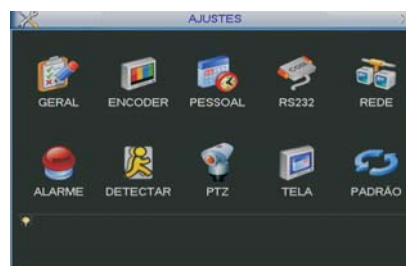 AJUSTES
GERAL ENCODER PESSOAL RS232 REDE
ALARME DETECTAR PTZ TELA PADRÃO